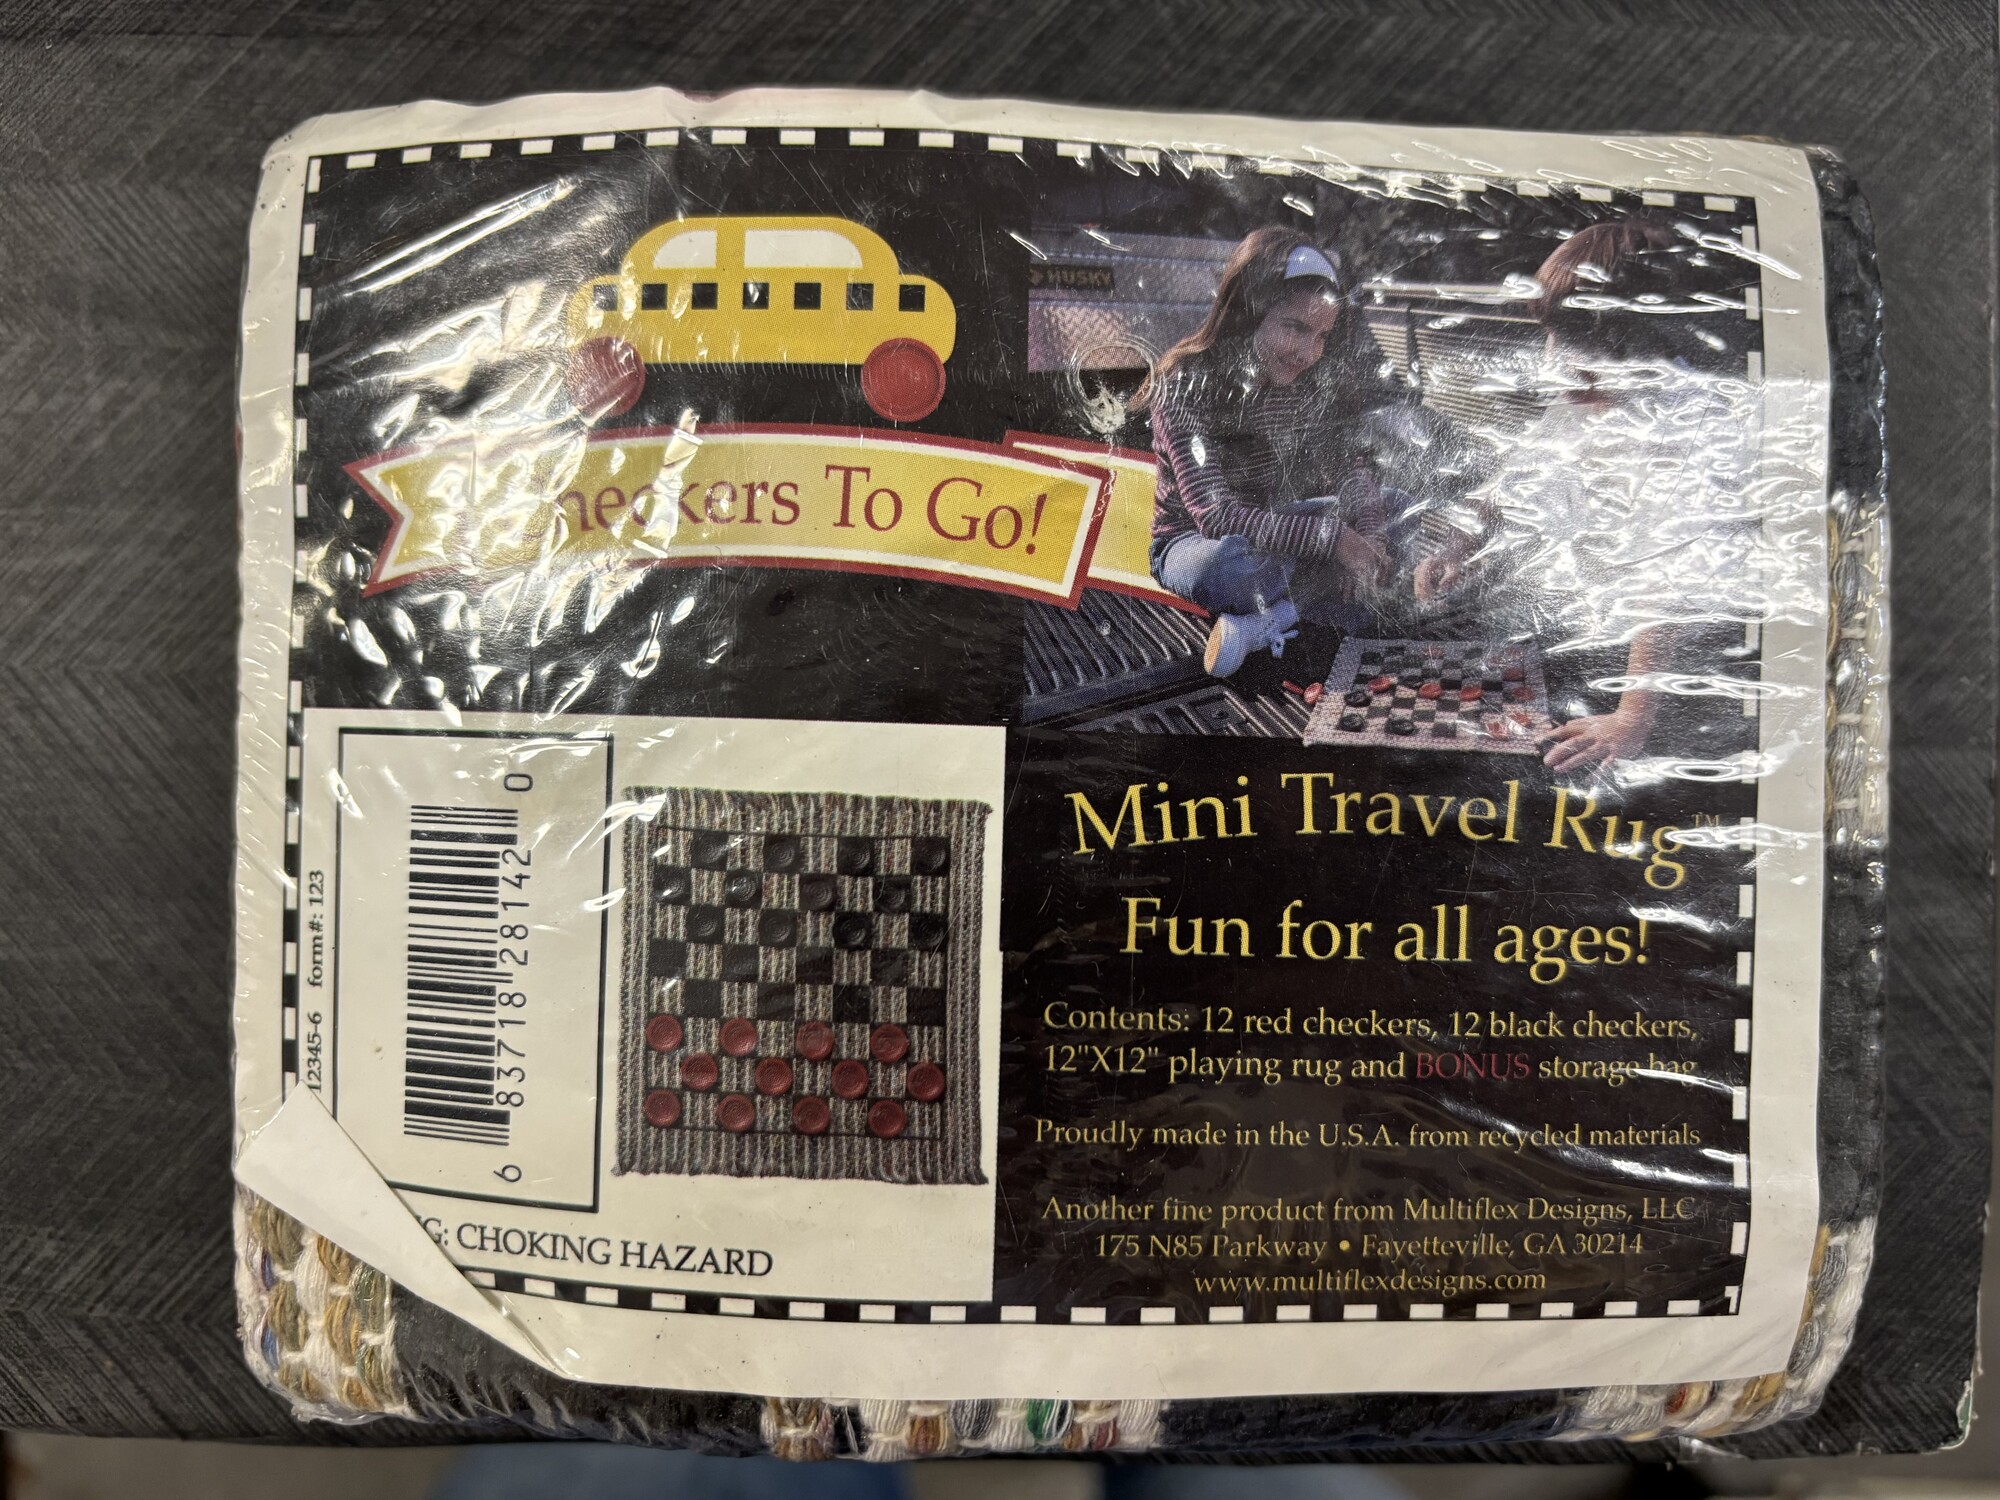 HUSKY
Checkers To Go!
Mini Travel Rug™
Fun for all ages!
Contents: 12 red checkers, 12 black checkers,
12"X12" playing rug and BONUS storage bag
Proudly made in the U.S.A. from recycled materials
Another fine product from Multiflex Designs, LLC
175 N85 Parkway • Fayetteville, GA 30214
www.multiflexdesigns.com
12345-6 form#: 123
6 83718 28142 0
G: CHOKING HAZARD